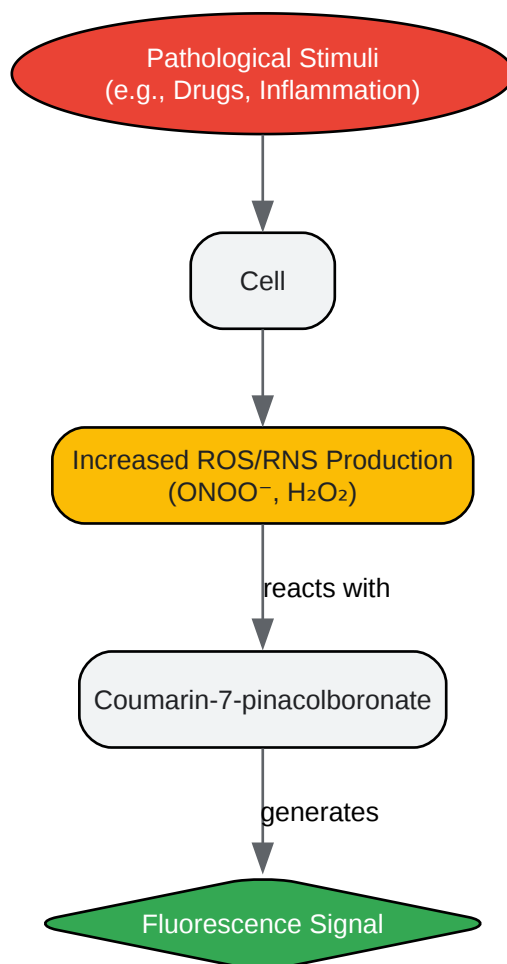 Pathological Stimuli
(e.g., Drugs, Inflammation)
Cell
Increased ROS/RNS Production
(ONOO⁻, H₂O₂)
reacts with
Coumarin-7-pinacolboronate
generates
Fluorescence Signal